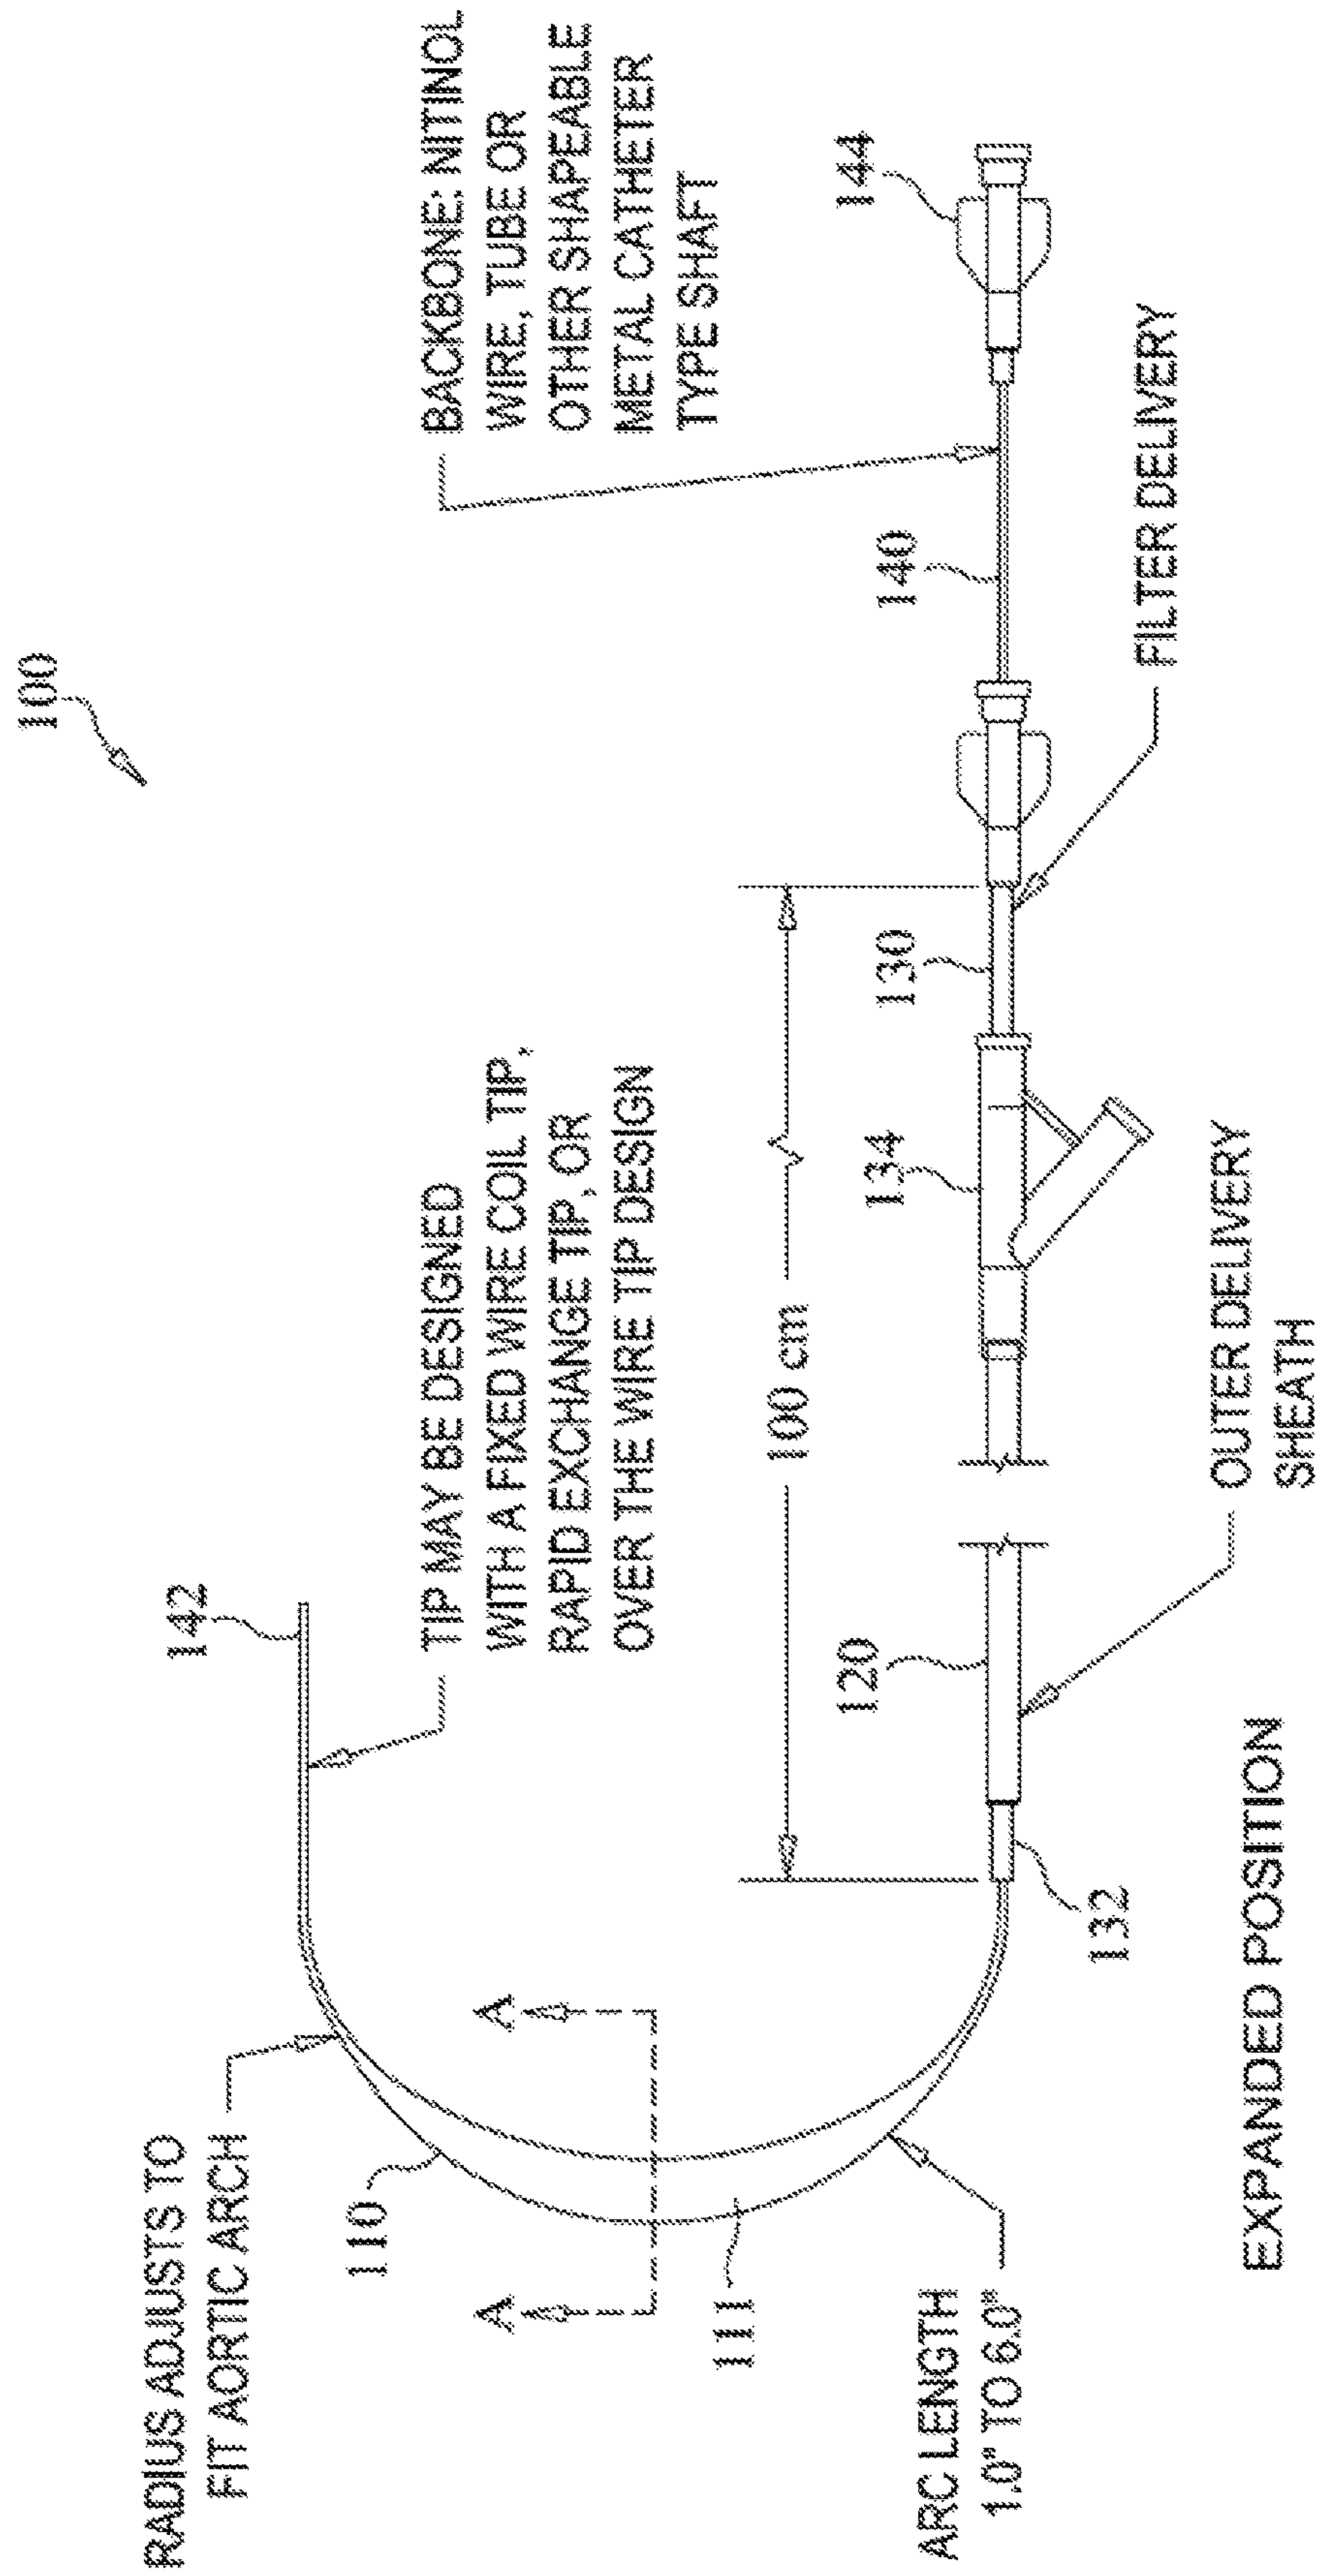 100
RADIUS ADJUSTS TO
FIT AORTIC ARCH
142
110
A
A
TIP MAY BE DESIGNED
WITH A FIXED WIRE COIL TIP,
RAPID EXCHANGE TIP, OR
OVER THE WIRE TIP DESIGN
BACKBONE: NITINOL
WIRE, TUBE OR
OTHER SHAPEABLE
METAL CATHETER
TYPE SHAFT
111
100 cm
ARC LENGTH
1.0" TO 6.0"
120
134
130
140
144
132
FILTER DELIVERY
OUTER DELIVERY
SHEATH
EXPANDED POSITION